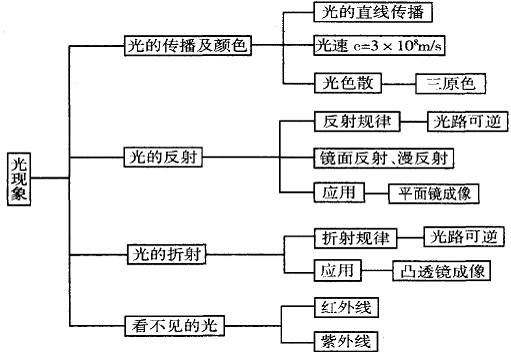 光现象
光的传播及颜色
光的直线传播
光速 c=3×10⁸m/s
光色散
三原色
光的反射
反射规律
光路可逆
镜面反射、漫反射
应用
平面镜成像
光的折射
折射规律
光路可逆
应用
凸透镜成像
看不见的光
红外线
紫外线